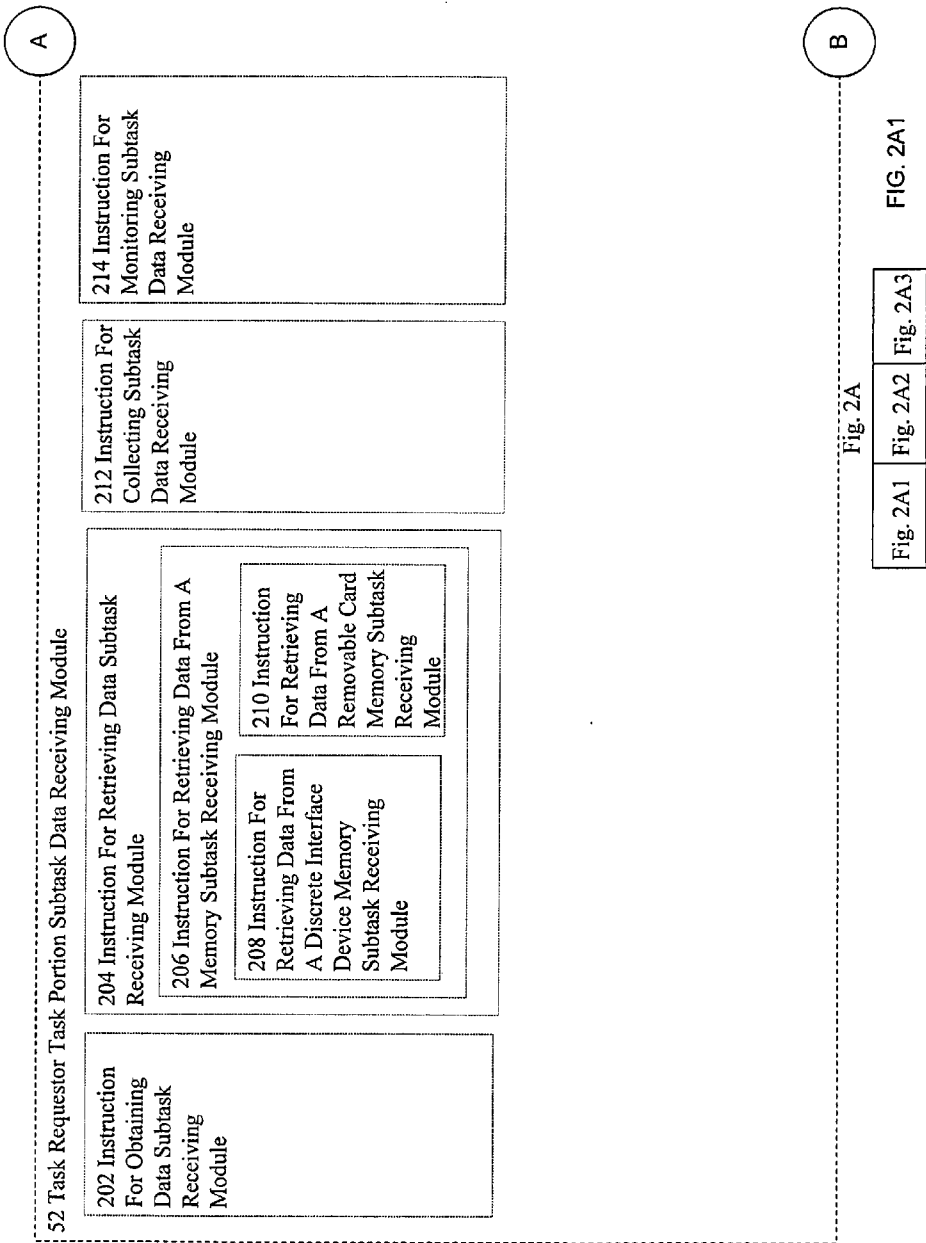 A
52 Task Requestor Task Portion Subtask Data Receiving Module
202 Instruction
For Obtaining
Data Subtask
Receiving
Module
204 Instruction For Retrieving Data Subtask
Receiving Module
206 Instruction For Retrieving Data From A
Memory Subtask Receiving Module
208 Instruction For
Retrieving Data From
A Discrete Interface
Device Memory
Subtask Receiving
Module
210 Instruction
For Retrieving
Data From A
Removable Card
Memory Subtask
Receiving
Module
212 Instruction For
Collecting Subtask
Data Receiving
Module
214 Instruction For
Monitoring Subtask
Data Receiving
Module
B
Fig. 2A
Fig. 2A1 Fig. 2A2 Fig. 2A3
FIG. 2A1